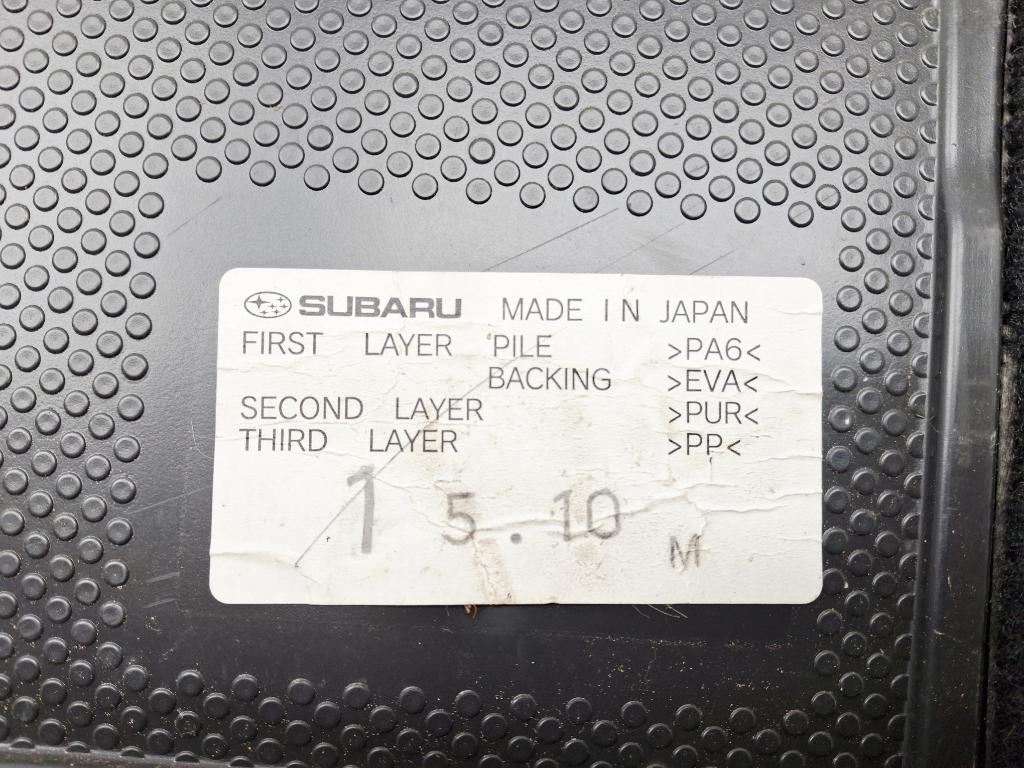 SUBARU MADE IN JAPAN
FIRST LAYER PILE >PA6<
BACKING >EVA<
SECOND LAYER >PUR<
THIRD LAYER >PP<
1 5.10 M